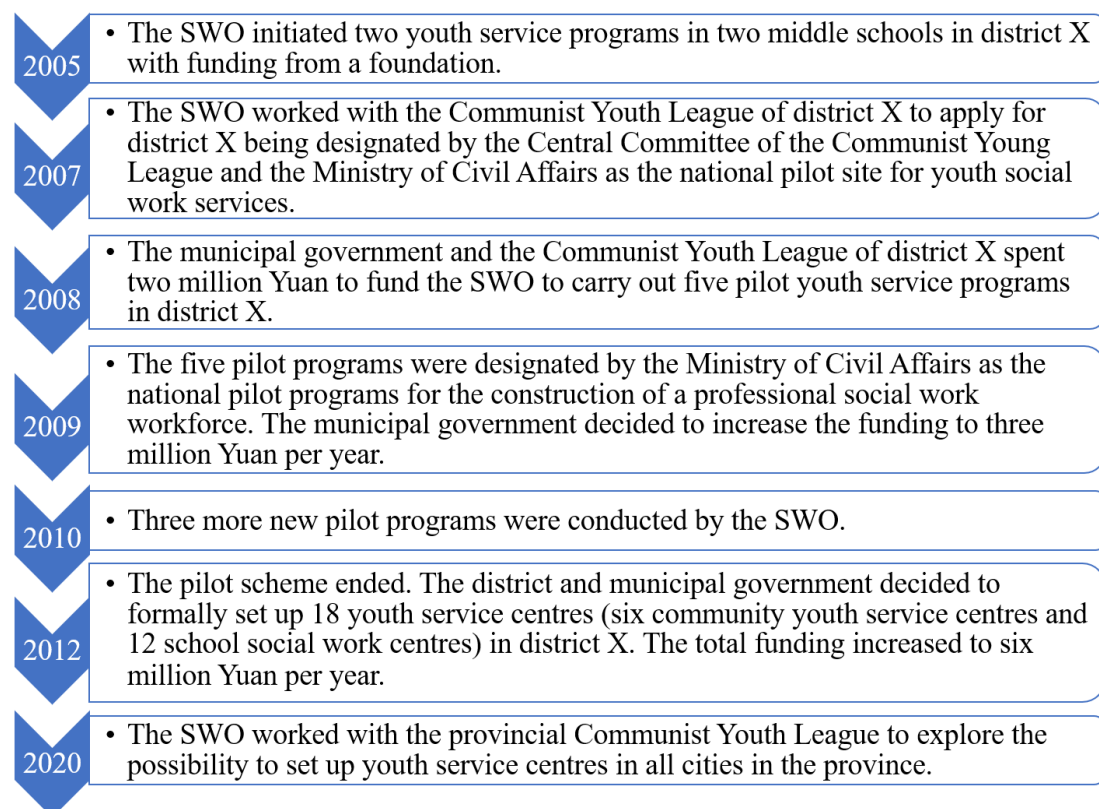 2005
• The SWO initiated two youth service programs in two middle schools in district X
with funding from a foundation.
2007
• The SWO worked with the Communist Youth League of district X to apply for
district X being designated by the Central Committee of the Communist Young
League and the Ministry of Civil Affairs as the national pilot site for youth social
work services.
2008
• The municipal government and the Communist Youth League of district X spent
two million Yuan to fund the SWO to carry out five pilot youth service programs
in district X.
2009
• The five pilot programs were designated by the Ministry of Civil Affairs as the
national pilot programs for the construction of a professional social work
workforce. The municipal government decided to increase the funding to three
million Yuan per year.
2010
• Three more new pilot programs were conducted by the SWO.
2012
• The pilot scheme ended. The district and municipal government decided to
formally set up 18 youth service centres (six community youth service centres and
12 school social work centres) in district X. The total funding increased to six
million Yuan per year.
2020
• The SWO worked with the provincial Communist Youth League to explore the
possibility to set up youth service centres in all cities in the province.